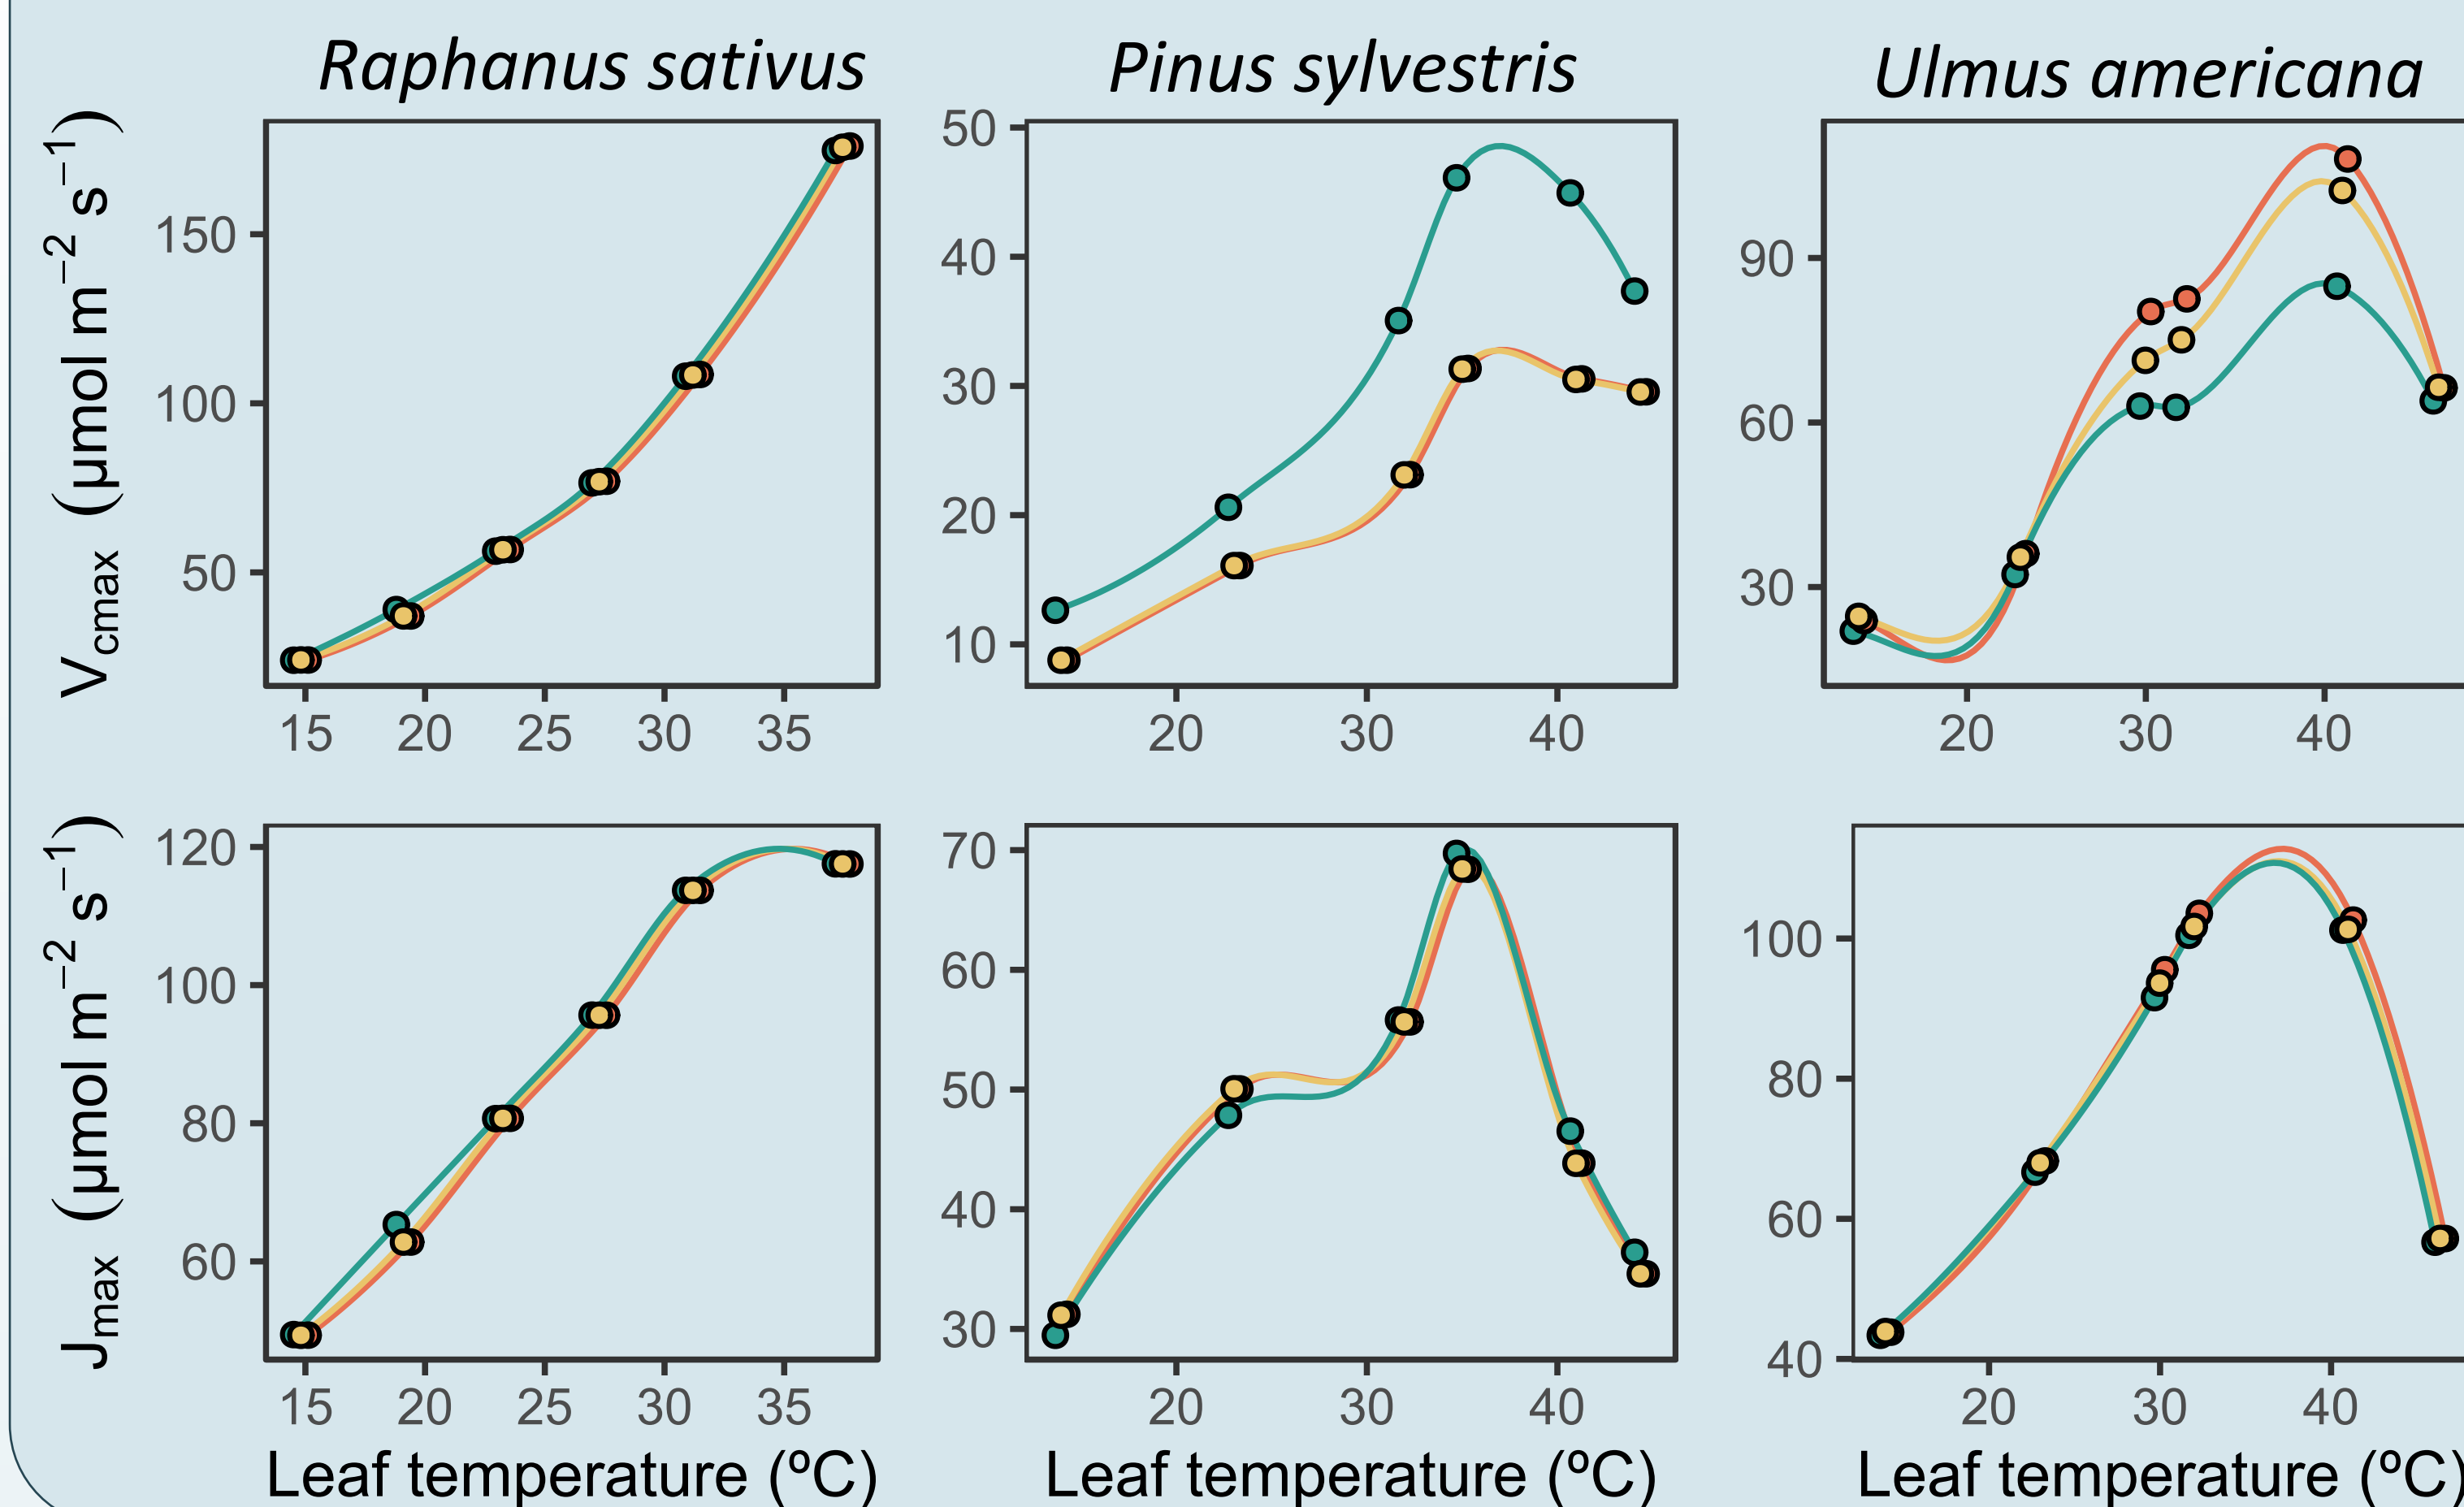 Raphanus sativus
Pinus sylvestris
Ulmus americana
Vcmax (µmol m−2 s−1)
150
100
50
15 20 25 30 35
50
40
30
20
10
20 30 40
90
60
30
20 30 40
Jmax (µmol m−2 s−1)
120
100
80
60
15 20 25 30 35
Leaf temperature (ºC)
70
60
50
40
30
20 30 40
Leaf temperature (ºC)
100
80
60
40
20 30 40
Leaf temperature (ºC)